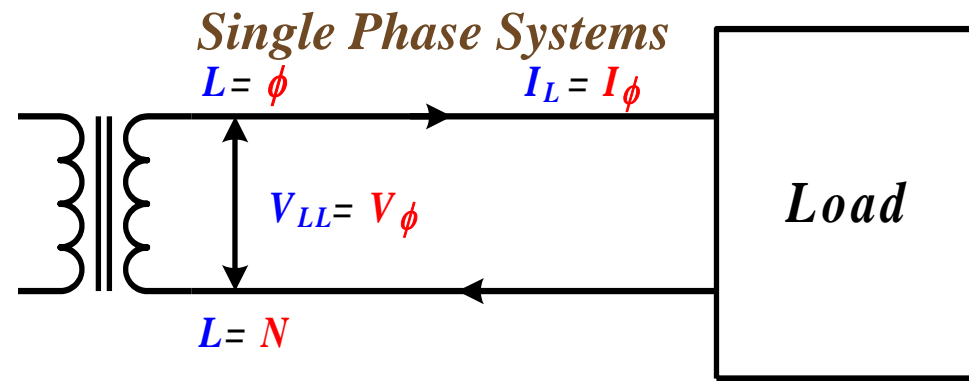 Single Phase Systems
L= ϕ
I_L = I_ϕ
V_LL= V_ϕ
Load
L= N